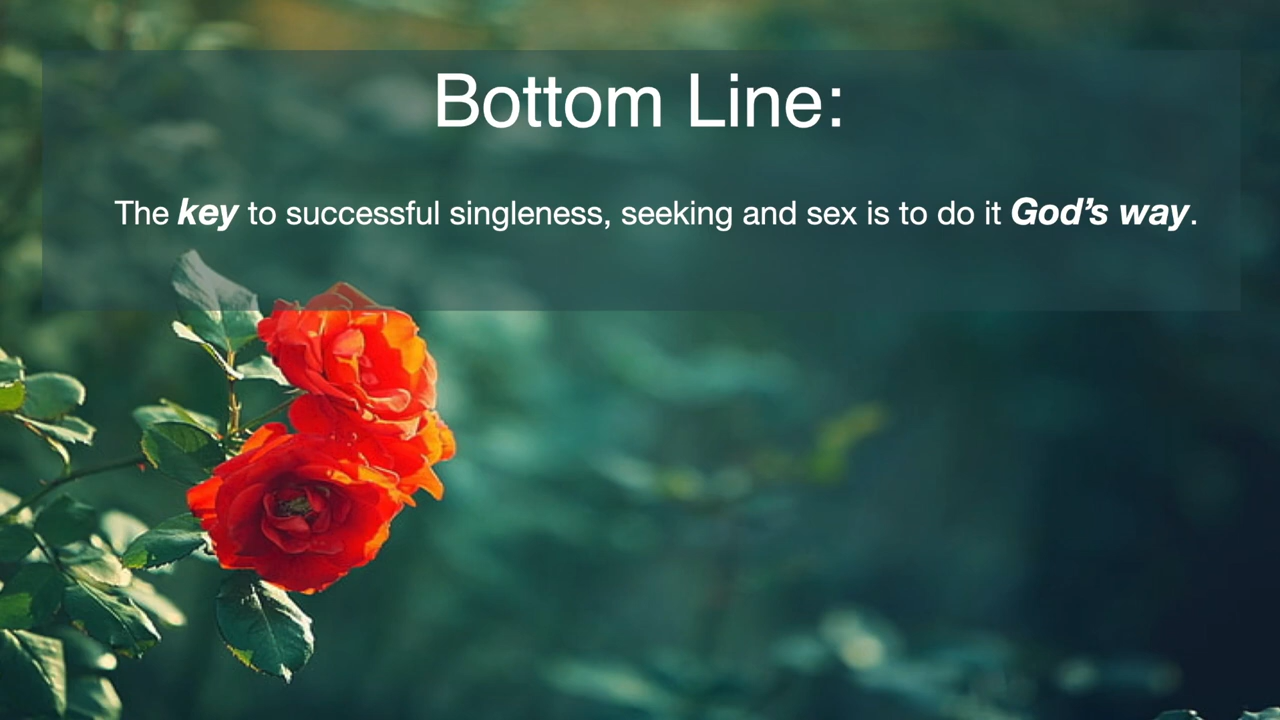 Bottom Line:
The key to successful singleness, seeking and sex is to do it God’s way.